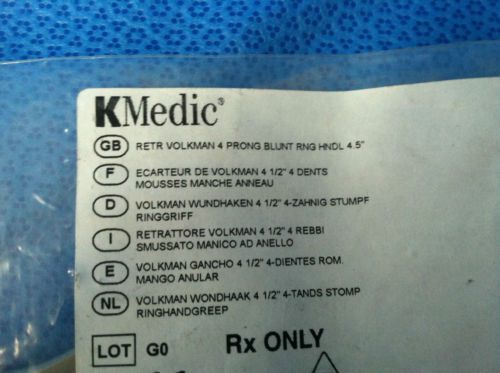 KMedic®
GB RETR VOLKMAN 4 PRONG BLUNT RNG HNDL 4.5"
F ECARTEUR DE VOLKMAN 4 1/2" 4 DENTS
MOUSSES MANCHE ANNEAU
D VOLKMAN WUNDHAKEN 4 1/2" 4-ZAHNIG STUMPF
RINGGRIFF
I RETRATTORE VOLKMAN 4 1/2" 4 REBBI
SMUSSATO MANICO AD ANELLO
E VOLKMAN GANCHO 4 1/2" 4-DIENTES ROM.
MANGO ANULAR
NL VOLKMAN WONDHAAK 4 1/2" 4-TANDS STOMP
RINGHANDGREEP
LOT G0 Rx ONLY